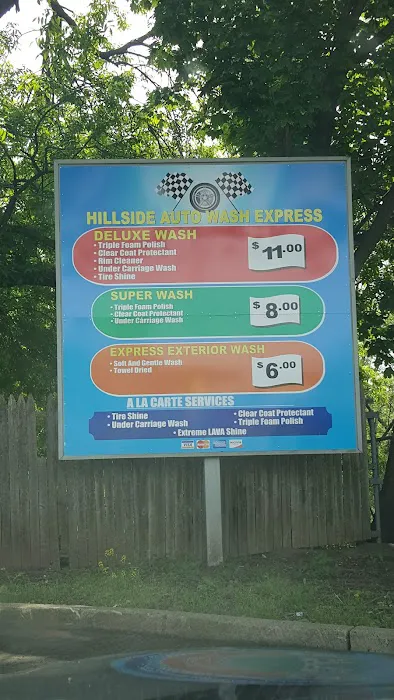 HILLSIDE AUTO WASH EXPRESS
DELUXE WASH
• Triple Foam Polish
• Clear Coat Protectant
• Rim Cleaner
• Under Carriage Wash
• Tire Shine
$11.00
SUPER WASH
• Triple Foam Polish
• Clear Coat Protectant
• Under Carriage Wash
$8.00
EXPRESS EXTERIOR WASH
• Soft And Gentle Wash
• Towel Dried
$6.00
A LA CARTE SERVICES
• Tire Shine
• Under Carriage Wash
• Clear Coat Protectant
• Triple Foam Polish
• Extreme LAVA Shine
VISA